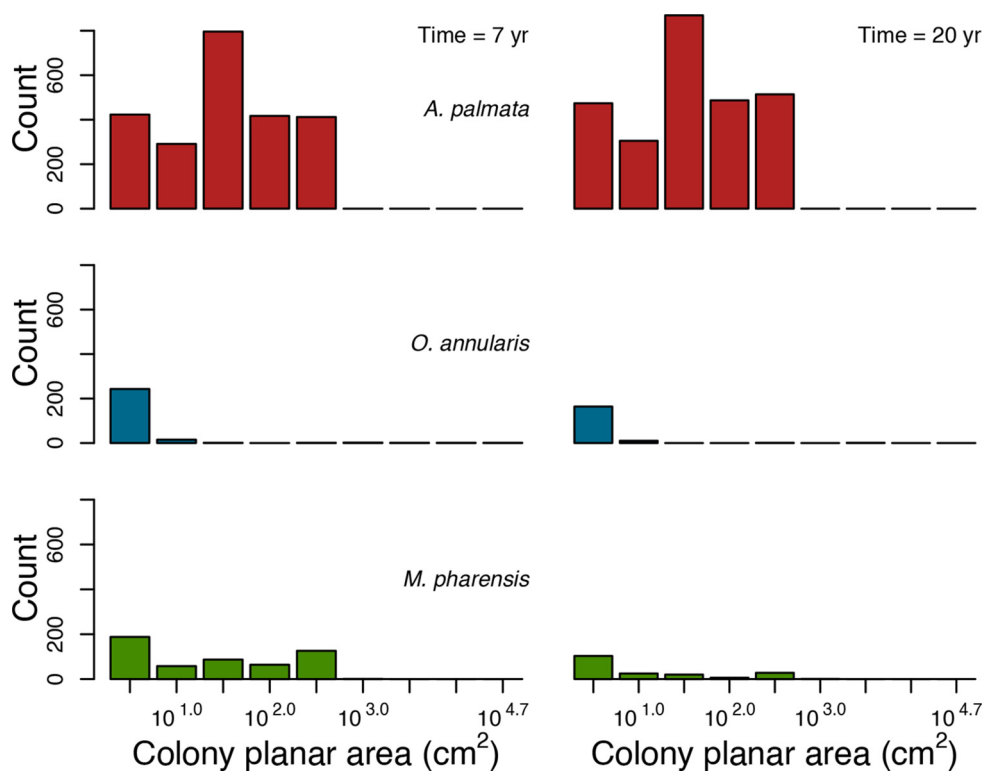 Time = 7 yr
Time = 20 yr
Count
600
200
0
A. palmata
Count
600
200
0
O. annularis
Count
600
200
0
M. pharensis
10^1.0 10^2.0 10^3.0 10^4.7
10^1.0 10^2.0 10^3.0 10^4.7
Colony planar area (cm²)
Colony planar area (cm²)